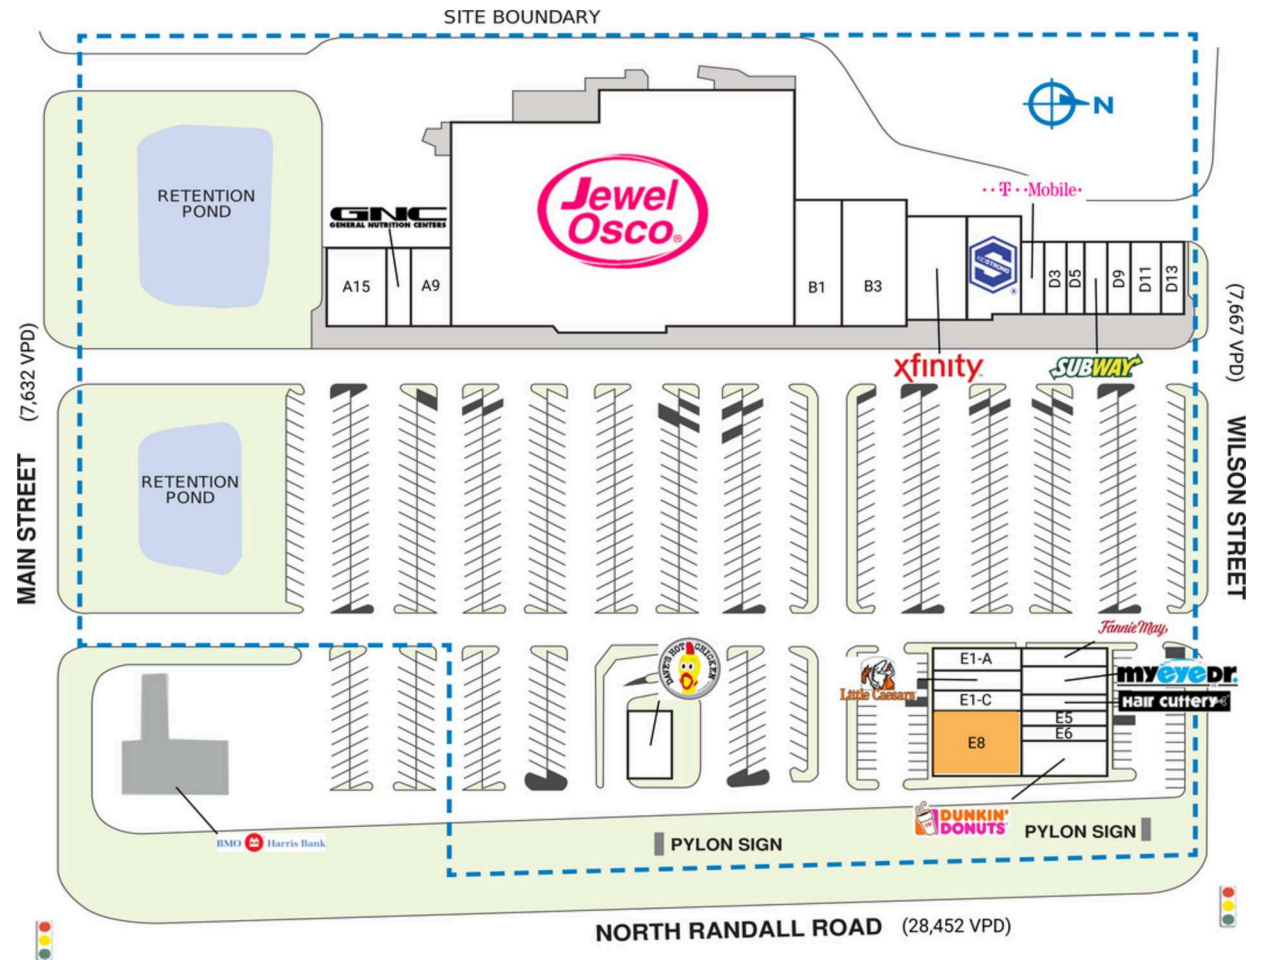 SITE BOUNDARY
N
RETENTION
POND
GNC
GENERAL NUTRITION CENTERS
Jewel
Osco®
T··Mobile
A15
A9
B1
B3
D3
D5
D9
D11
D13
xfinity
SUBWAY
(7,632 VPD)
MAIN STREET
(7,667 VPD)
WILSON STREET
RETENTION
POND
Fannie May
DAVE'S HOT CHICKEN
Little Caesars
E1-A
E1-C
E8
E5
E6
myeyeDr.
Hair cuttery
BMO Harris Bank
DUNKIN'
DONUTS
PYLON SIGN
PYLON SIGN
NORTH RANDALL ROAD (28,452 VPD)